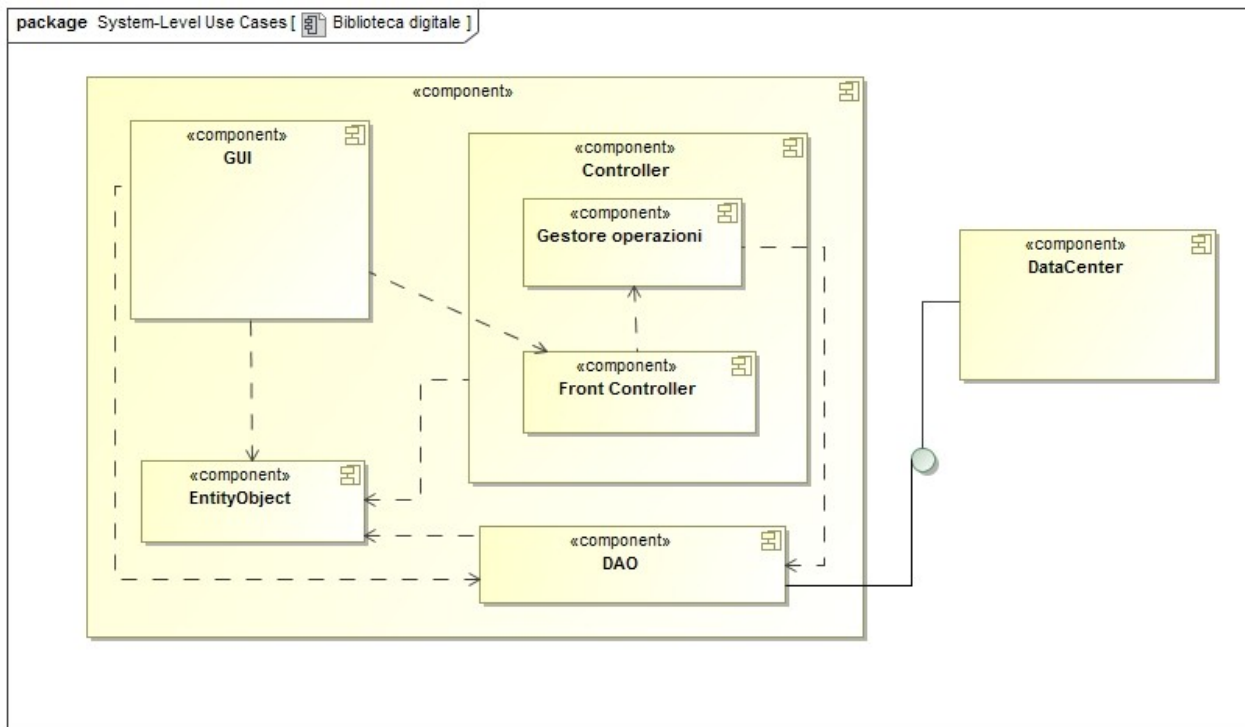 package System-Level Use Cases [ Biblioteca digitale ]
«component»
«component»
GUI
«component»
Controller
«component»
Gestore operazioni
«component»
DataCenter
«component»
Front Controller
«component»
EntityObject
«component»
DAO